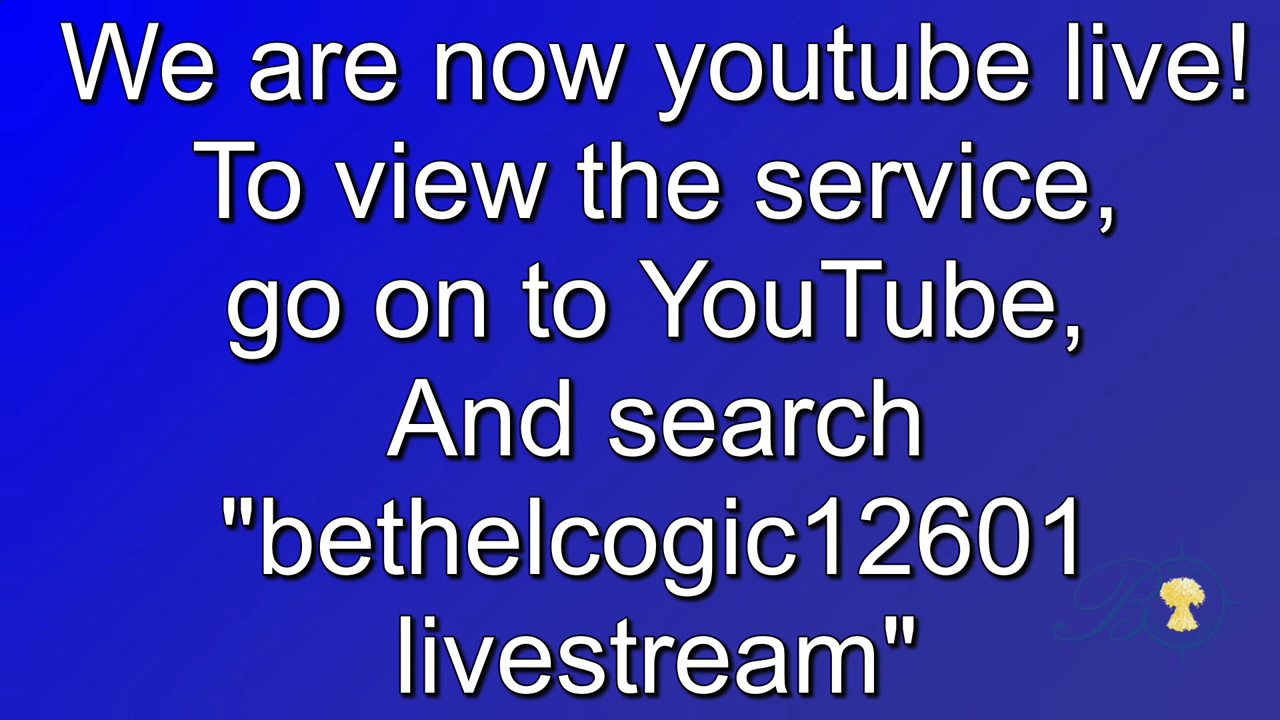 We are now youtube live!
To view the service,
go on to YouTube,
And search
"bethelcogic12601
livestream"
B